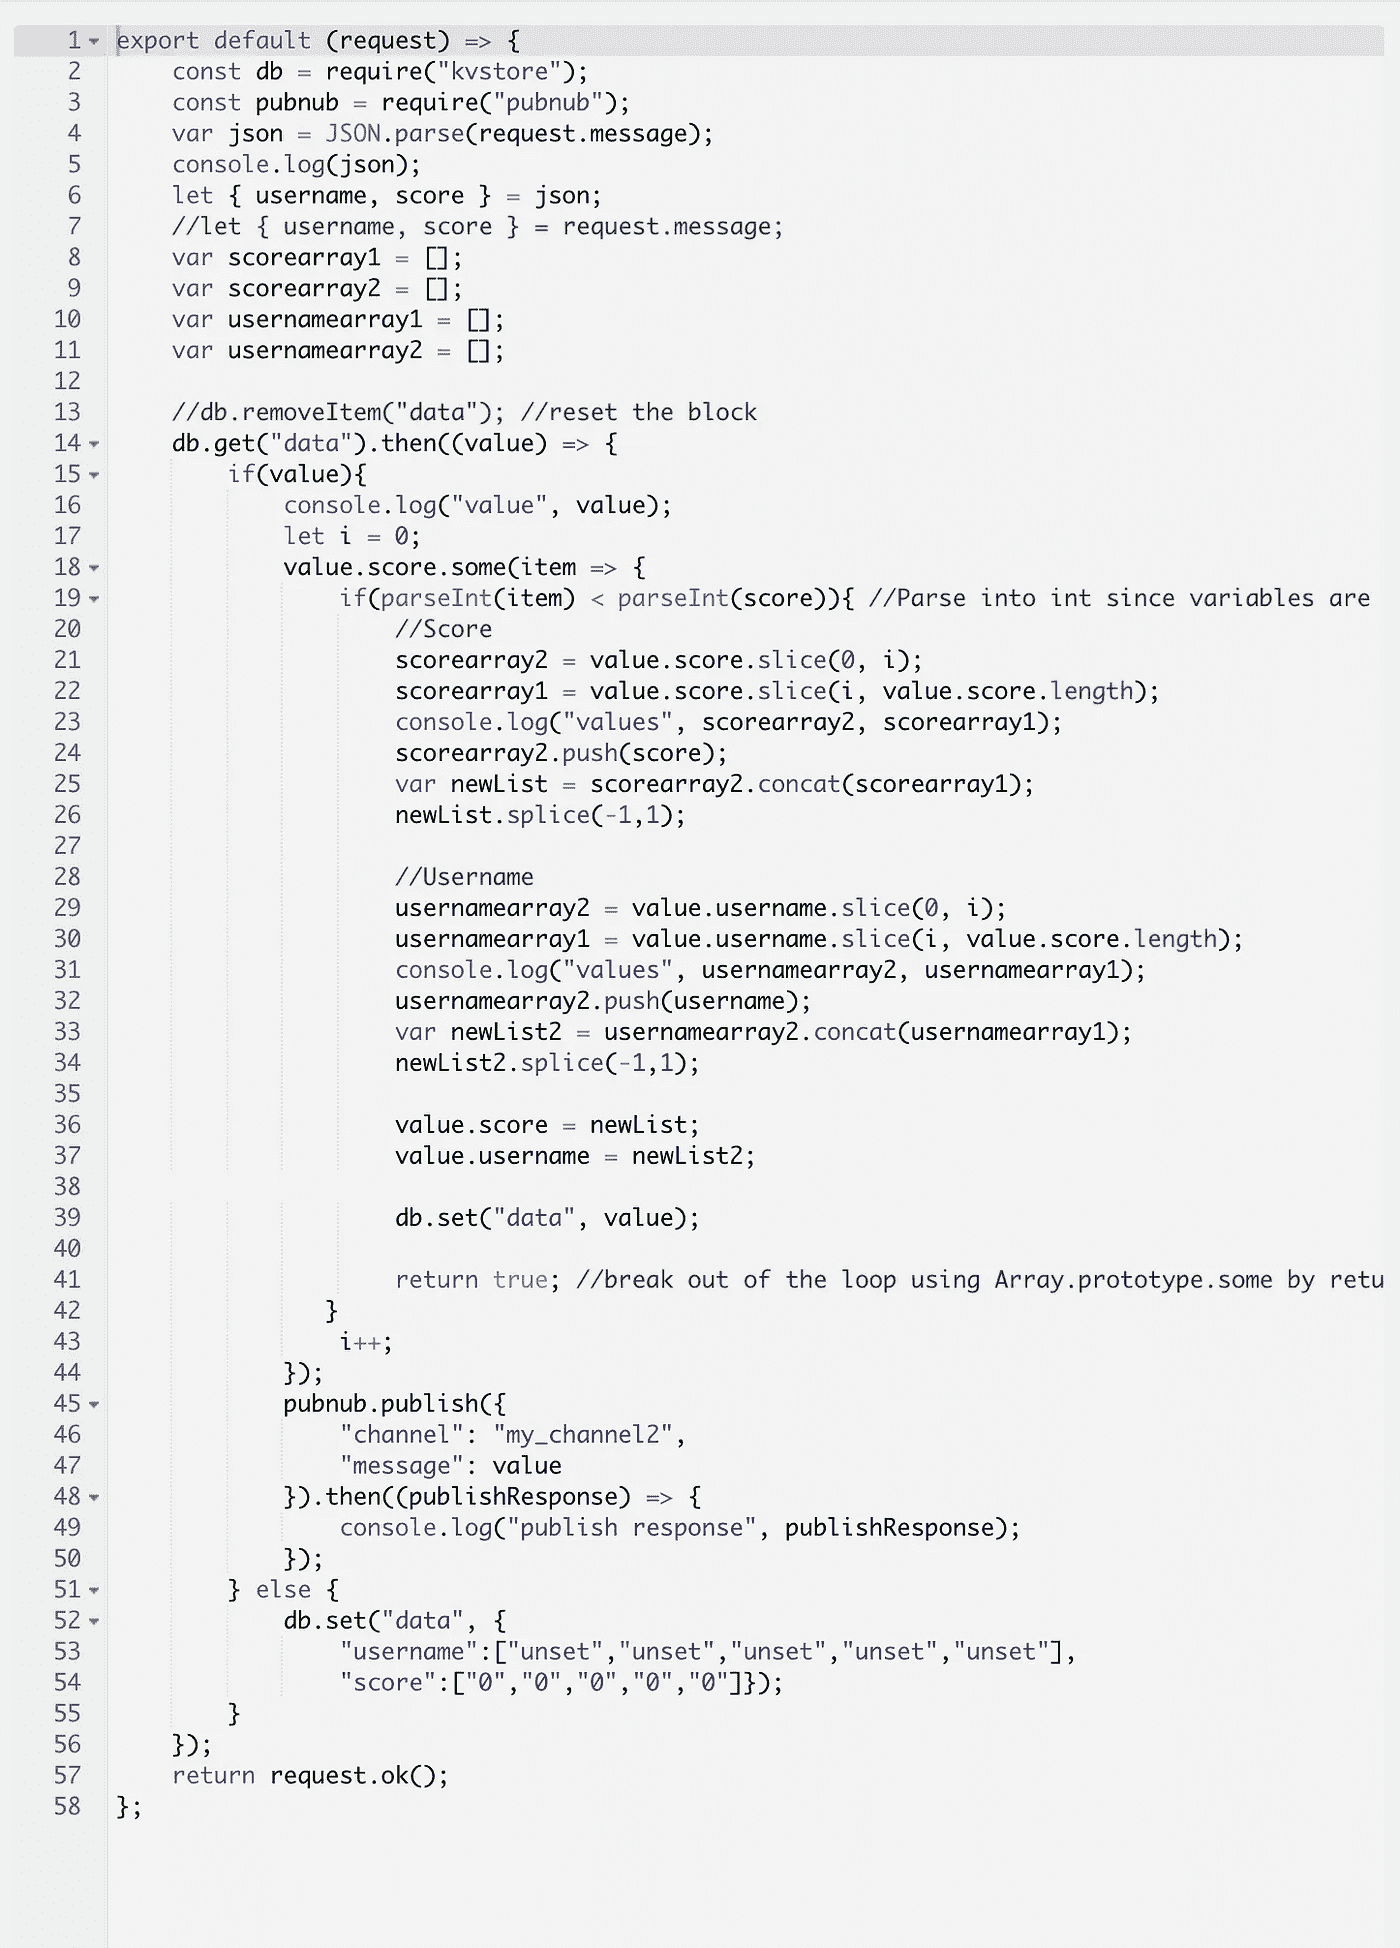 1 export default (request) => {
2 const db = require("kvstore");
3 const pubnub = require("pubnub");
4 var json = JSON.parse(request.message);
5 console.log(json);
6 let { username, score } = json;
7 //let { username, score } = request.message;
8 var scorearray1 = [];
9 var scorearray2 = [];
10 var usernamearray1 = [];
11 var usernamearray2 = [];
12
13 //db.removeItem("data"); //reset the block
14 db.get("data").then((value) => {
15 if(value){
16 console.log("value", value);
17 let i = 0;
18 value.score.some(item => {
19 if(parseInt(item) < parseInt(score)){ //Parse into int since variables are
20 //Score
21 scorearray2 = value.score.slice(0, i);
22 scorearray1 = value.score.slice(i, value.score.length);
23 console.log("values", scorearray2, scorearray1);
24 scorearray2.push(score);
25 var newList = scorearray2.concat(scorearray1);
26 newList.splice(-1,1);
27
28 //Username
29 usernamearray2 = value.username.slice(0, i);
30 usernamearray1 = value.username.slice(i, value.score.length);
31 console.log("values", usernamearray2, usernamearray1);
32 usernamearray2.push(username);
33 var newList2 = usernamearray2.concat(usernamearray1);
34 newList2.splice(-1,1);
35
36 value.score = newList;
37 value.username = newList2;
38
39 db.set("data", value);
40
41 return true; //break out of the loop using Array.prototype.some by retu
42 }
43 i++;
44 });
45 pubnub.publish({
46 "channel": "my_channel2",
47 "message": value
48 }).then((publishResponse) => {
49 console.log("publish response", publishResponse);
50 });
51 } else {
52 db.set("data", {
53 "username":["unset","unset","unset","unset","unset"],
54 "score":["0","0","0","0","0"]});
55 }
56 });
57 return request.ok();
58 };